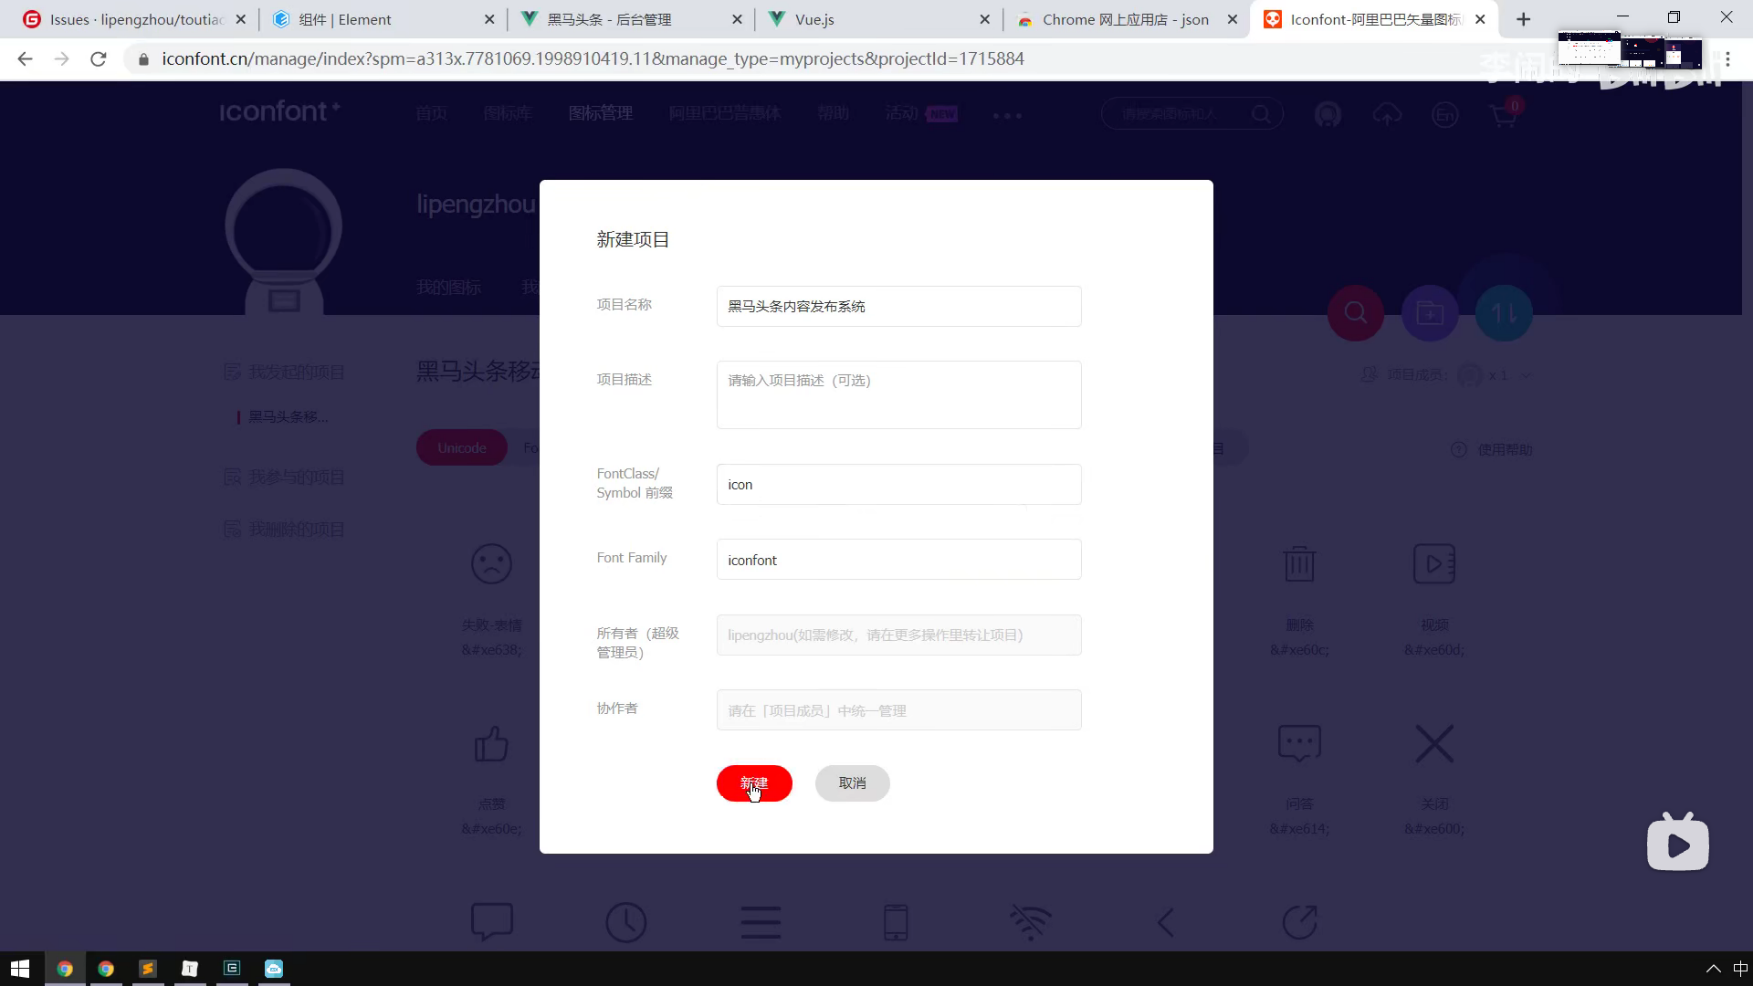 Issues · lipengzhou/toutiao
组件 | Element
黑马头条 - 后台管理
Vue.js
Chrome 网上应用店 - json
Iconfont-阿里巴巴矢量图标
iconfont.cn/manage/index?spm=a313x.7781069.1998910419.11&manage_type=myprojects&projectId=1715884
iconfont+
首页
图标库
图标管理
阿里巴巴普惠体
帮助
活动
NEW
请搜索图标和人
En
0
lipengzhou
我的图标
新建项目
项目名称
黑马头条内容发布系统
项目描述
请输入项目描述（可选）
FontClass/
Symbol 前缀
icon
Font Family
iconfont
所有者（超级
管理员）
lipengzhou(如需修改，请在更多操作里转让项目)
协作者
请在「项目成员」中统一管理
新建
取消
我发起的项目
黑马头条移...
我参与的项目
我删除的项目
黑马头条移
项目成员：
x 1
Unicode
Fo
目
使用帮助
失败-表情
&#xe638;
删除
&#xe60c;
视频
&#xe60d;
点赞
&#xe60e;
问答
&#xe614;
关闭
&#xe600;
中